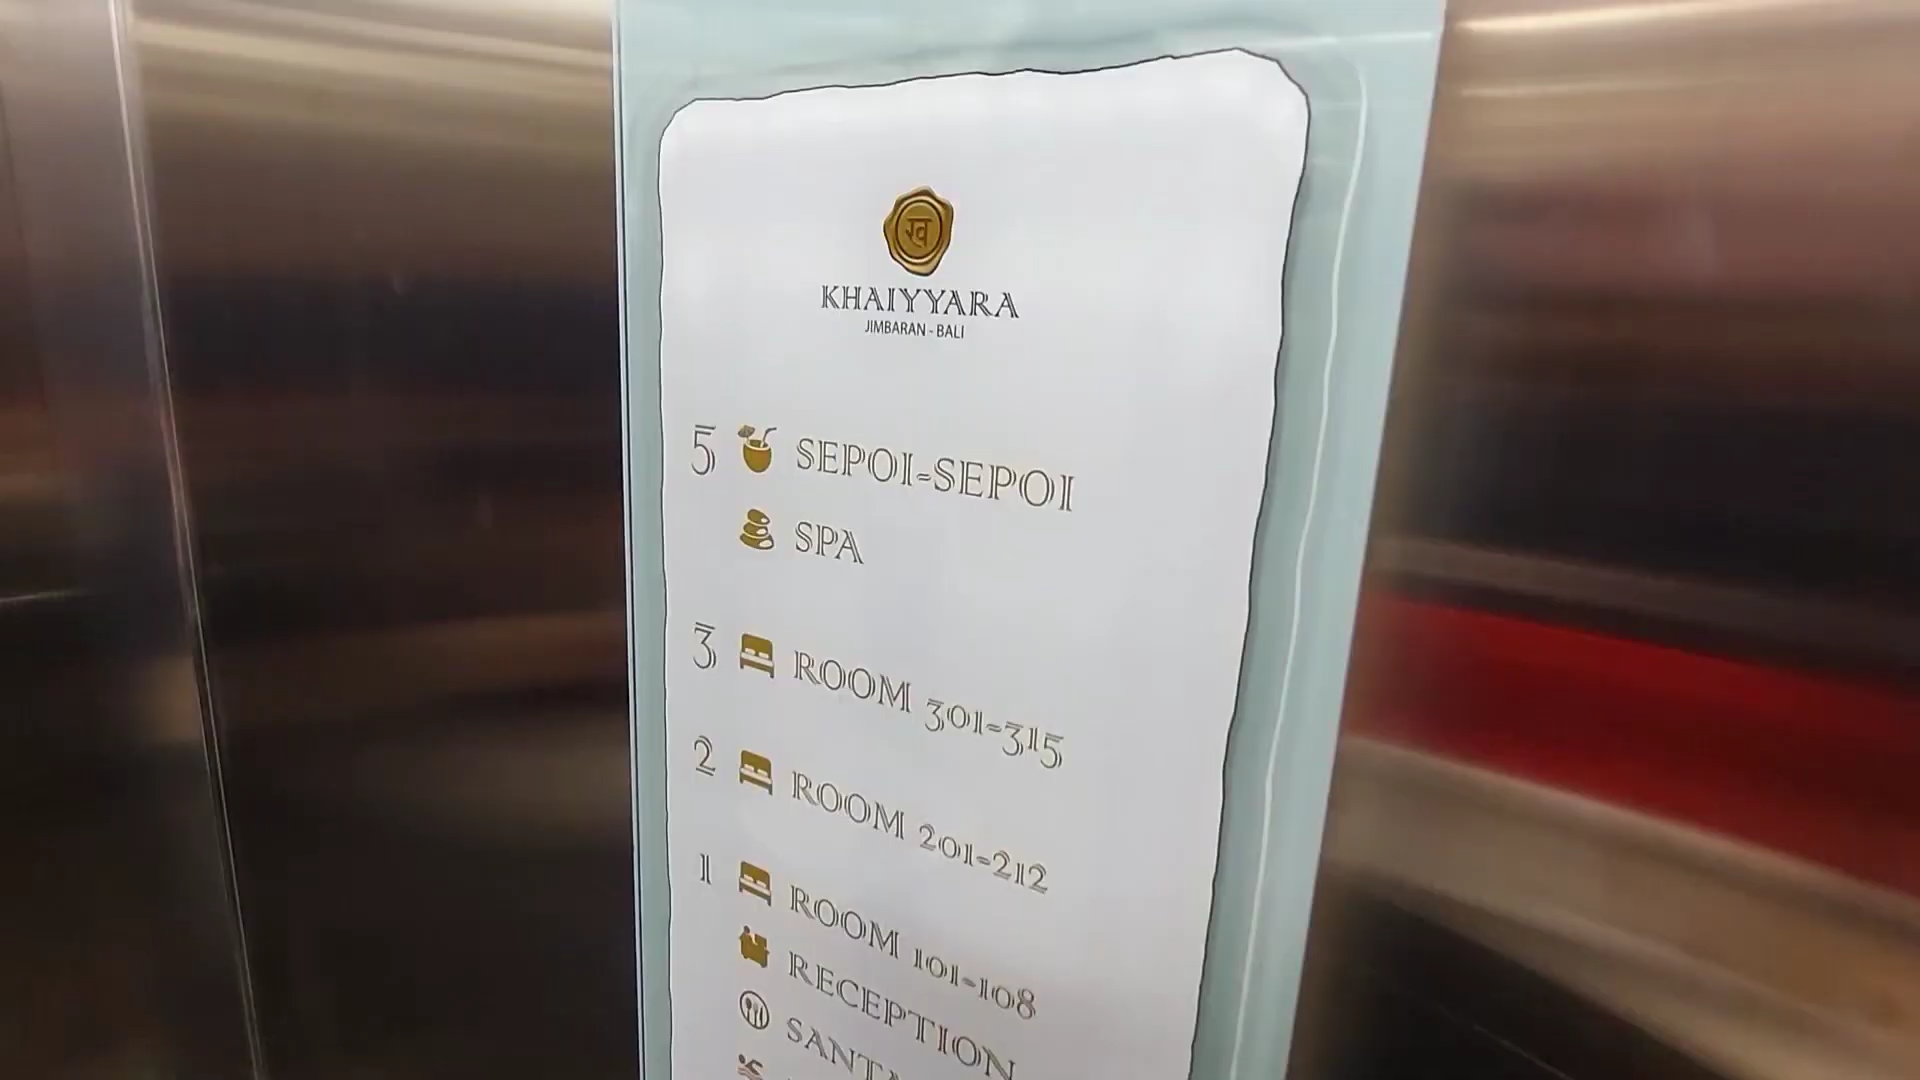 ख
KHAIYYARA
JIMBARAN - BALI
5 SEPOI-SEPOI
SPA
3 ROOM 301-315
2 ROOM 201-212
1 ROOM 101-108
RECEPTION